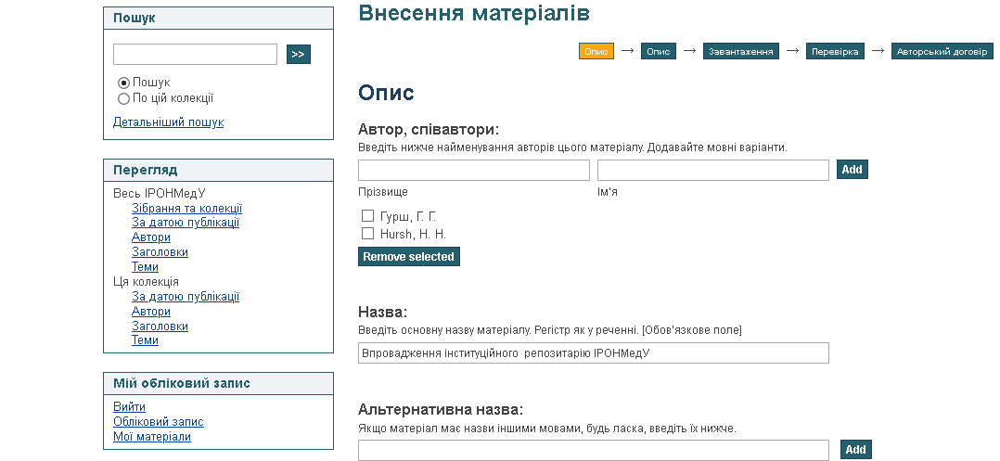 Пошук
>>
Пошук
По цій колекції
Детальніший пошук
Перегляд
Весь ІРОНМедУ
Зібрання та колекції
За датою публікації
Автори
Заголовки
Теми
Ця колекція
За датою публікації
Автори
Заголовки
Теми
Мій обліковий запис
Вийти
Обліковий запис
Мої матеріали
Внесення матеріалів
Опис → Опис → Завантаження → Перевірка → Авторський договір
Опис
Автор, співавтори:
Введіть нижче найменування авторів цього матеріалу. Додавайте мовні варіанти.
Add
Прізвище Ім'я
Гурш, Г. Г.
Hursh, H. H.
Remove selected
Назва:
Введіть основну назву матеріалу. Регістр як у реченні. [Обов'язкове поле]
Впровадження інституційного  репозитарію ІРОНМедУ
Альтернативна назва:
Якщо матеріал має назви іншими мовами, будь ласка, введіть їх нижче.
Add